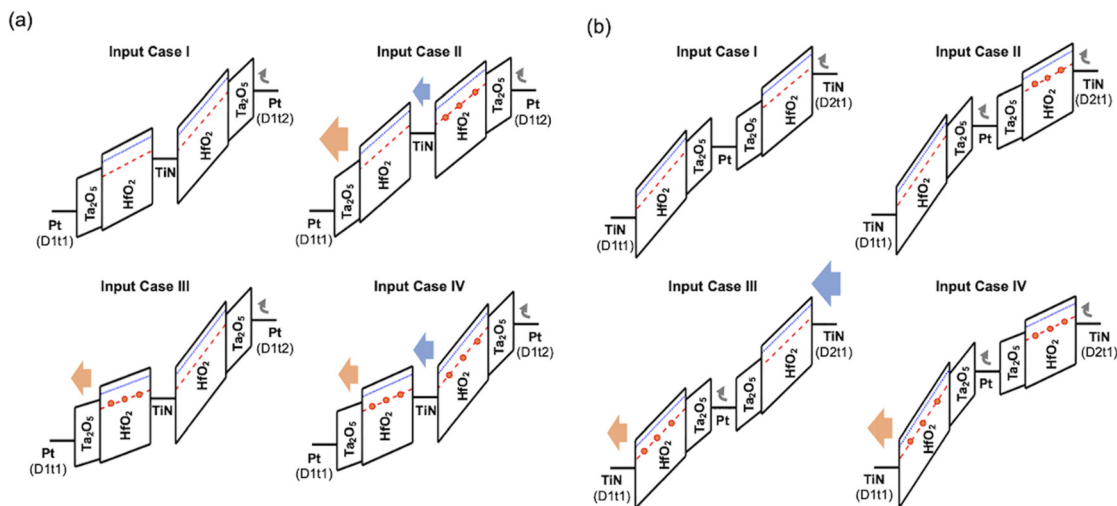 (a)
Input Case I
Ta₂O₅
HfO₂
TiN
HfO₂
Ta₂O₅
Pt
(D1t1)
Pt
(D1t2)
Input Case II
Ta₂O₅
HfO₂
TiN
HfO₂
Ta₂O₅
Pt
(D1t1)
Pt
(D1t2)
Input Case III
Ta₂O₅
HfO₂
TiN
HfO₂
Ta₂O₅
Pt
(D1t1)
Pt
(D1t2)
Input Case IV
Ta₂O₅
HfO₂
TiN
HfO₂
Ta₂O₅
Pt
(D1t1)
Pt
(D1t2)
(b)
Input Case I
TiN
(D1t1)
HfO₂
Ta₂O₅
Pt
Ta₂O₅
HfO₂
TiN
(D2t1)
Input Case II
TiN
(D1t1)
HfO₂
Ta₂O₅
Pt
Ta₂O₅
HfO₂
TiN
(D2t1)
Input Case III
TiN
(D1t1)
HfO₂
Ta₂O₅
Pt
Ta₂O₅
HfO₂
TiN
(D2t1)
Input Case IV
TiN
(D1t1)
HfO₂
Ta₂O₅
Pt
Ta₂O₅
HfO₂
TiN
(D2t1)